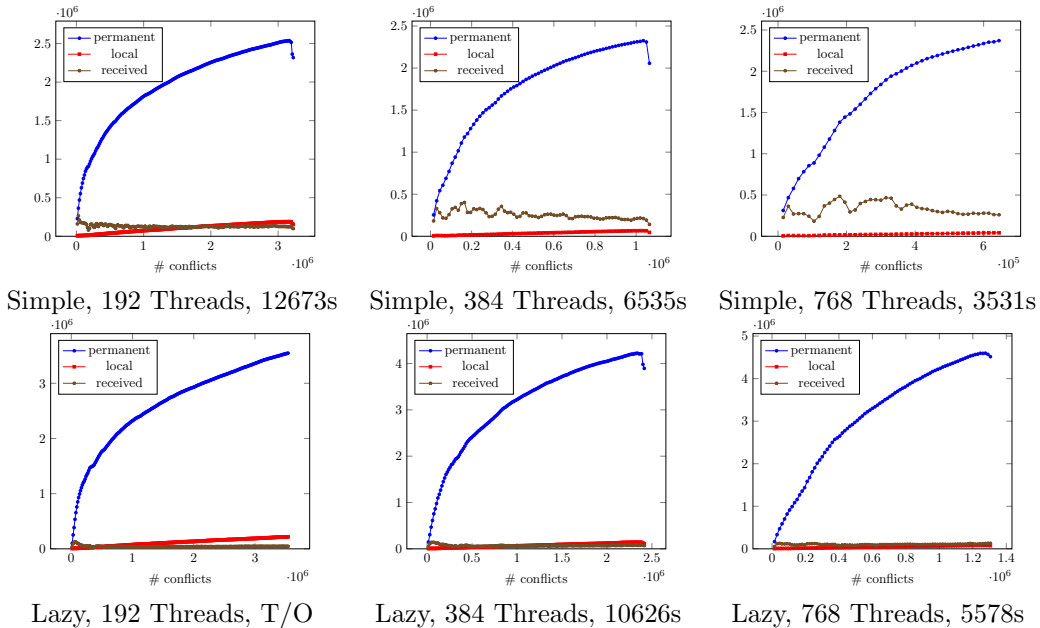 ·10^6
·10^6
·10^6
2.5
2
1.5
1
0.5
0
permanent
local
received
0
1
2
3
# conflicts
·10^6
2.5
2
1.5
1
0.5
0
permanent
local
received
0
0.2
0.4
0.6
0.8
1
# conflicts
·10^6
2.5
2
1.5
1
0.5
0
permanent
local
received
0
2
4
6
# conflicts
·10^5
Simple, 192 Threads, 12673s
Simple, 384 Threads, 6535s
Simple, 768 Threads, 3531s
·10^6
·10^6
·10^6
3
2
1
0
permanent
local
received
0
1
2
3
# conflicts
·10^6
4
3
2
1
0
permanent
local
received
0
0.5
1
1.5
2
2.5
# conflicts
·10^6
5
4
3
2
1
0
permanent
local
received
0
0.2
0.4
0.6
0.8
1
1.2
1.4
# conflicts
·10^6
Lazy, 192 Threads, T/O
Lazy, 384 Threads, 10626s
Lazy, 768 Threads, 5578s